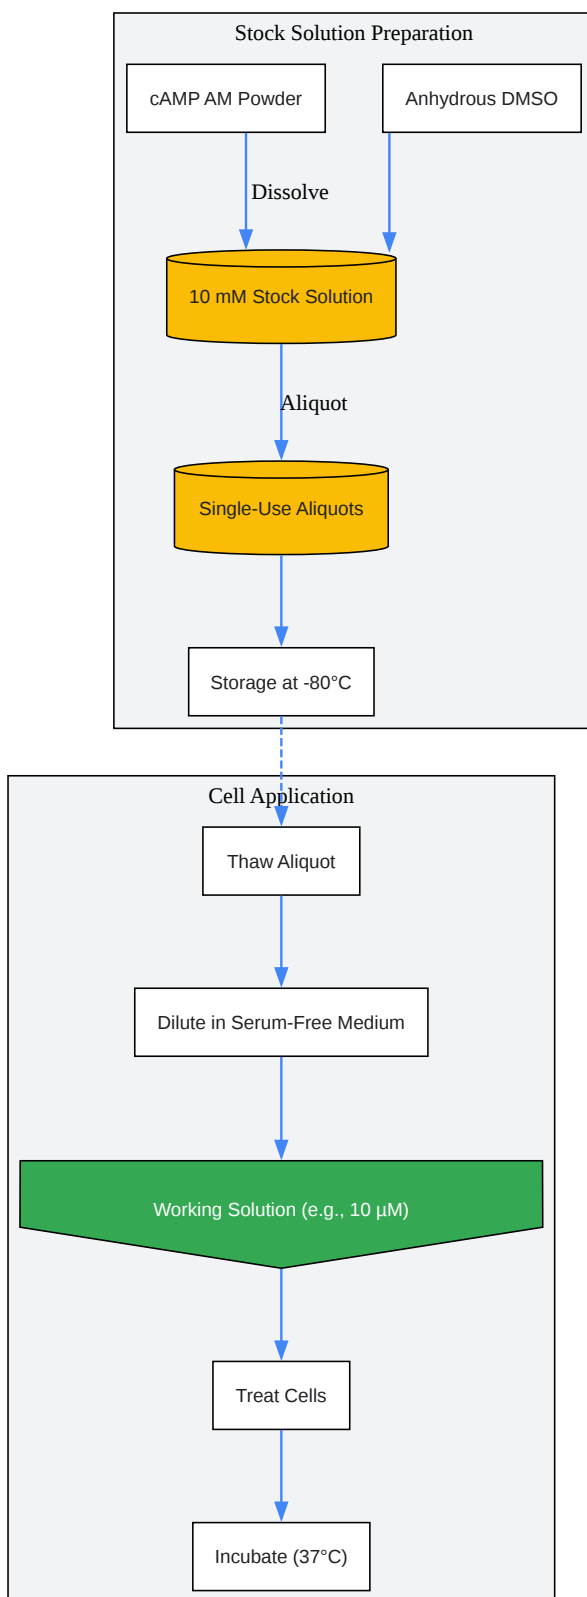 Stock Solution Preparation
cAMP AM Powder
Anhydrous DMSO
Dissolve
10 mM Stock Solution
Aliquot
Single-Use Aliquots
Storage at -80°C
Cell Application
Thaw Aliquot
Dilute in Serum-Free Medium
Working Solution (e.g., 10 µM)
Treat Cells
Incubate (37°C)